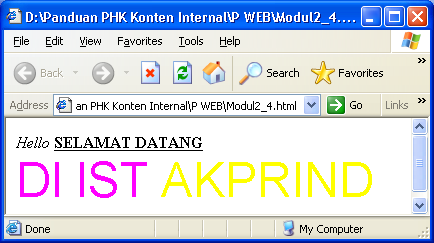 D:\Panduan PHK Konten Internal\P WEB\Modul2_4....
File Edit View Favorites Tools Help
Back Search Favorites
Address an PHK Konten Internal\P WEB\Modul2_4.html Go Links
Hello SELAMAT DATANG
DI IST AKPRIND
Done My Computer